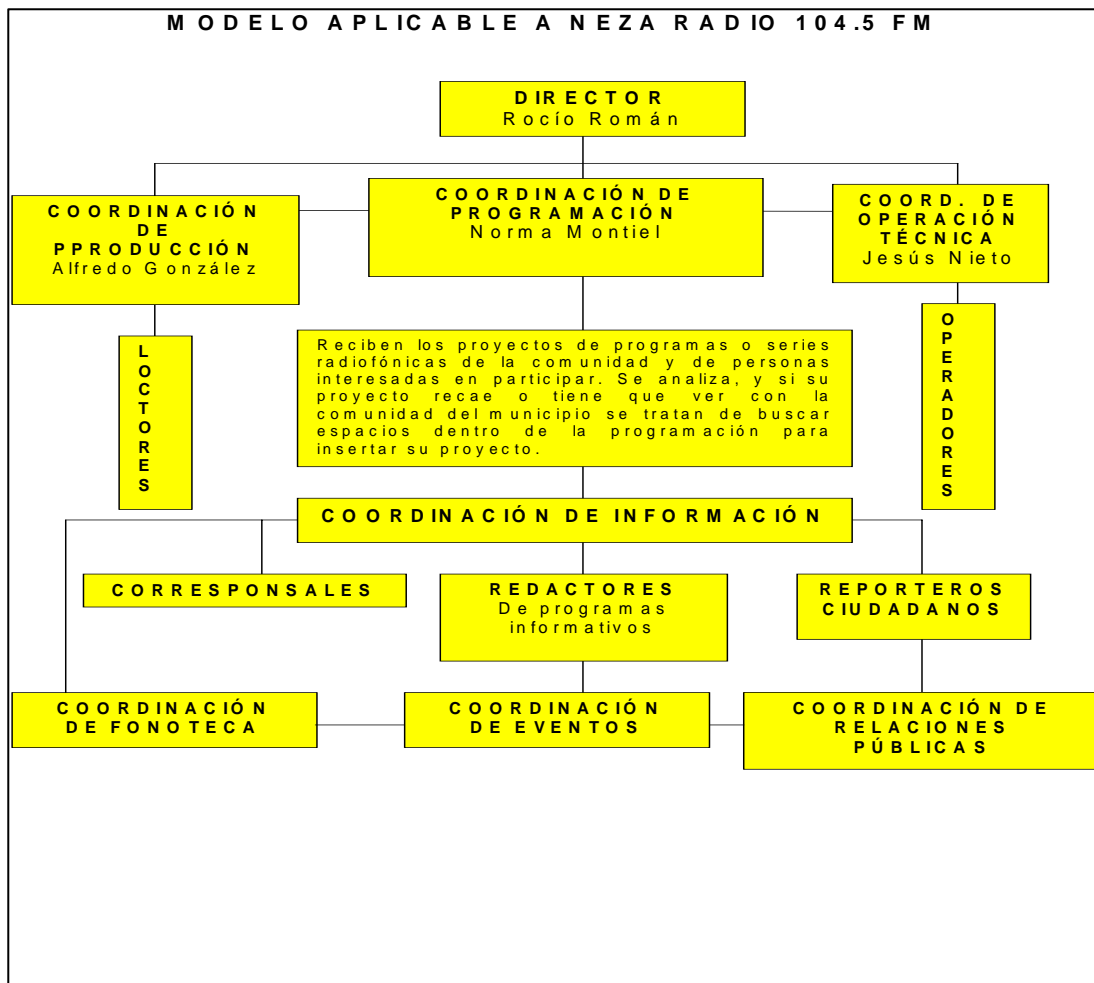 MODELO APLICABLE A NEZA RADIO 104.5 FM
DIRECTOR
Rocío Román
COORDINACIÓN
DE
PPRODUCCIÓN
Alfredo González
COORDINACIÓN DE
PROGRAMACIÓN
Norma Montiel
COORD. DE
OPERACIÓN
TÉCNICA
Jesús Nieto
LOCTORES
Reciben los proyectos de programas o series
radiofónicas de la comunidad y de personas
interesadas en participar. Se analiza, y si su
proyecto recae o tiene que ver con la
comunidad del municipio se tratan de buscar
espacios dentro de la programación para
insertar su proyecto.
OPERADORES
COORDINACIÓN DE INFORMACIÓN
CORRESPONSALES
REDACTORES
De programas
informativos
REPORTEROS
CIUDADANOS
COORDINACIÓN
DE FONOTECA
COORDINACIÓN
DE EVENTOS
COORDINACIÓN DE
RELACIONES
PÚBLICAS